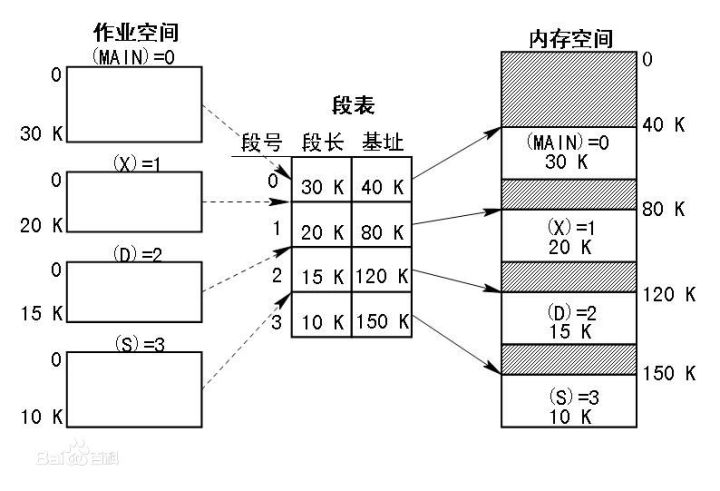 作业空间
(MAIN)=0
0
30 K
(X)=1
0
20 K
(D)=2
0
15 K
(S)=3
0
10 K
段表
段号 段长 基址
0 30 K 40 K
1 20 K 80 K
2 15 K 120 K
3 10 K 150 K
内存空间
0
40 K
(MAIN)=0
30 K
80 K
(X)=1
20 K
120 K
(D)=2
15 K
150 K
(S)=3
10 K
Bai百科